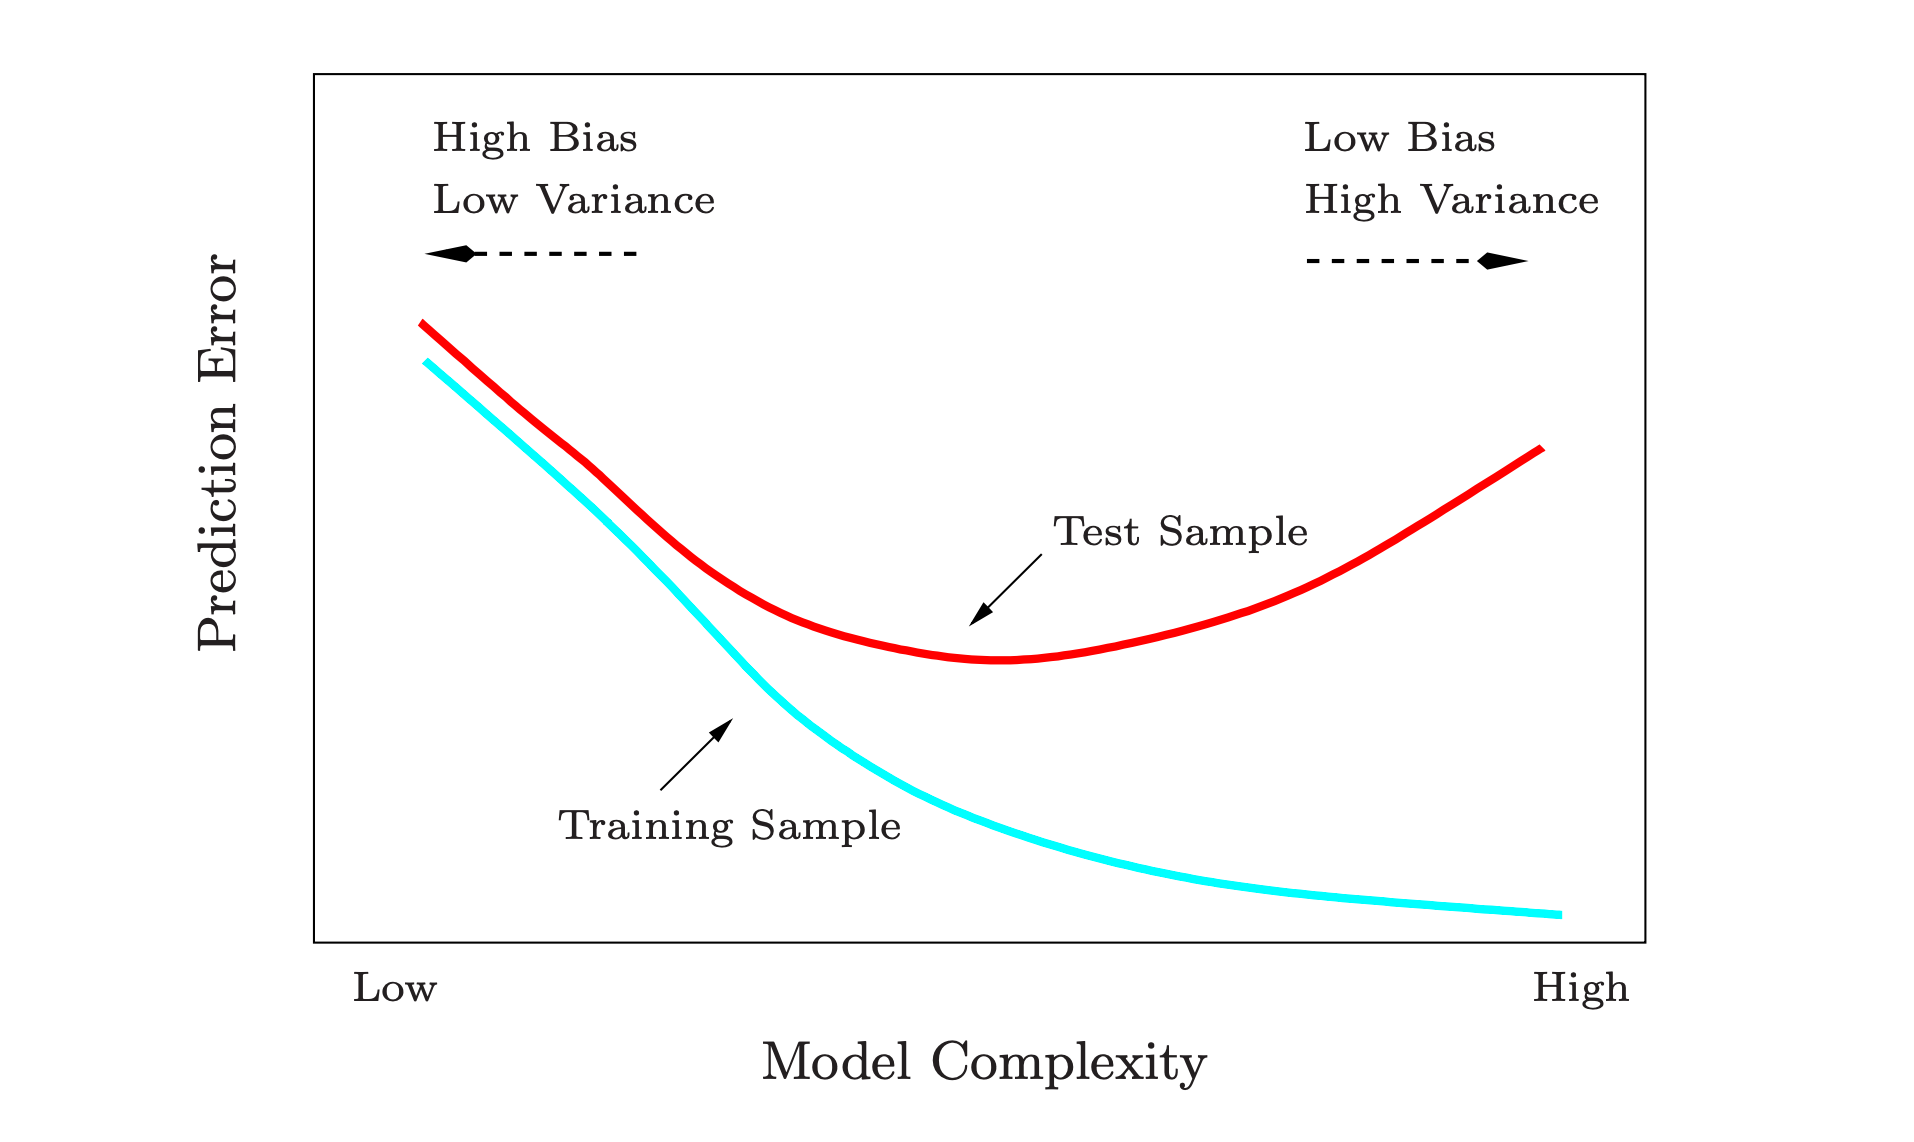 High Bias
Low Variance
Low Bias
High Variance
Prediction Error
Test Sample
Training Sample
Low
High
Model Complexity